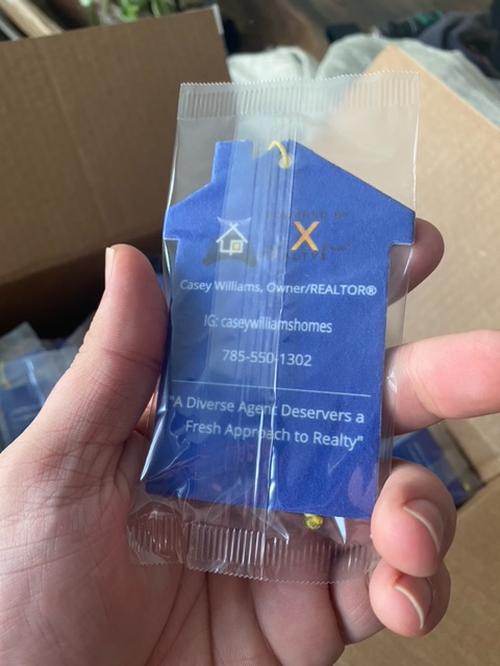 X
Casey Williams, Owner/REALTOR®
IG: caseywilliamshomes
785-550-1302
"A Diverse Agent Deservers a
Fresh Approach to Realty"